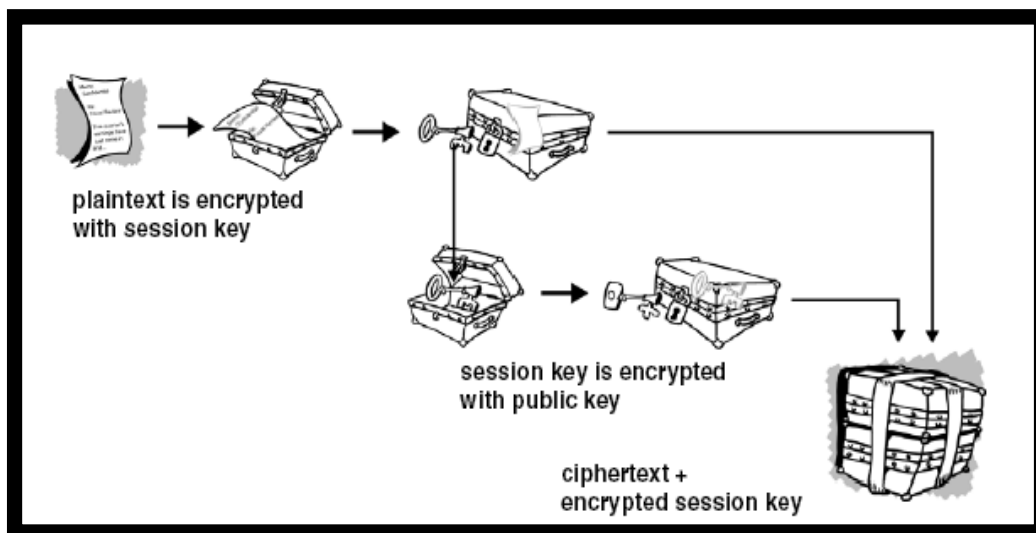 plaintext is encrypted
with session key
session key is encrypted
with public key
ciphertext +
encrypted session key